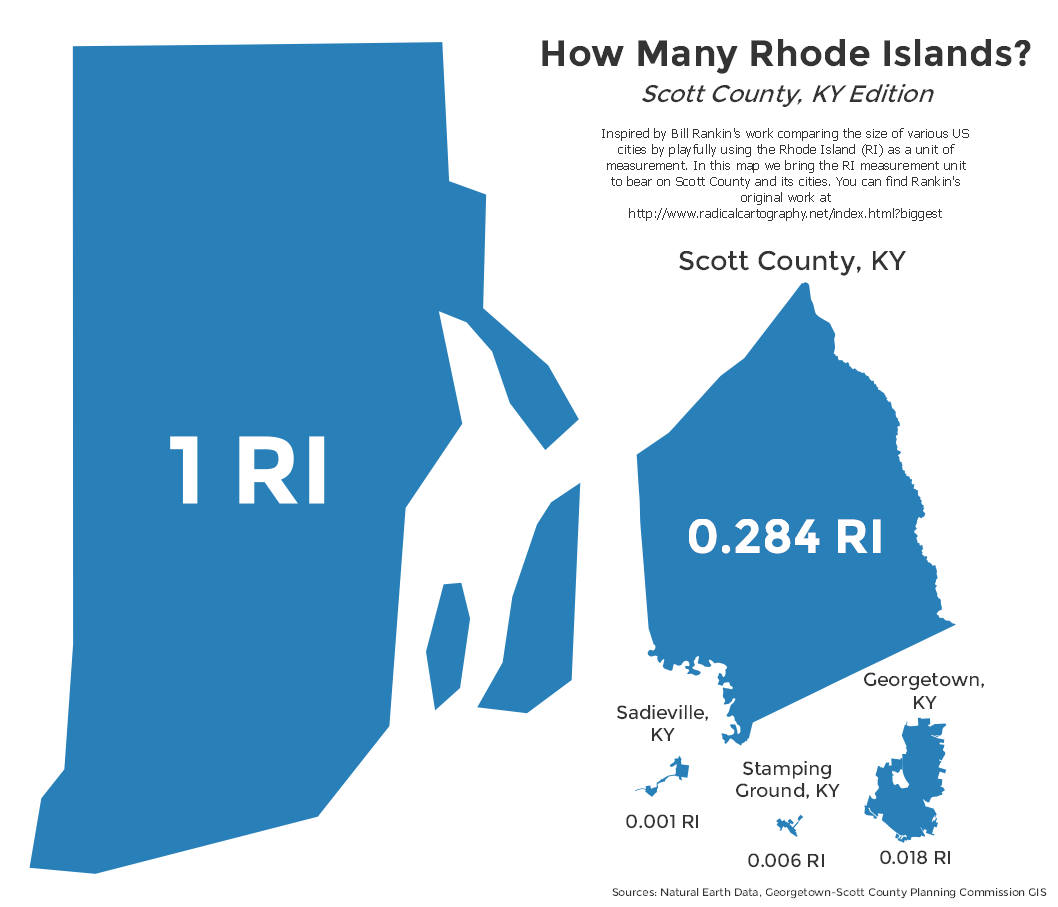 How Many Rhode Islands?
Scott County, KY Edition
Inspired by Bill Rankin's work comparing the size of various US
cities by playfully using the Rhode Island (RI) as a unit of
measurement. In this map we bring the RI measurement unit
to bear on Scott County and its cities. You can find Rankin's
original work at
http://www.radicalcartography.net/index.html?biggest
Scott County, KY
1 RI
0.284 RI
Georgetown,
KY
Sadieville,
KY
Stamping
Ground, KY
0.001 RI
0.006 RI
0.018 RI
Sources: Natural Earth Data, Georgetown-Scott County Planning Commission GIS